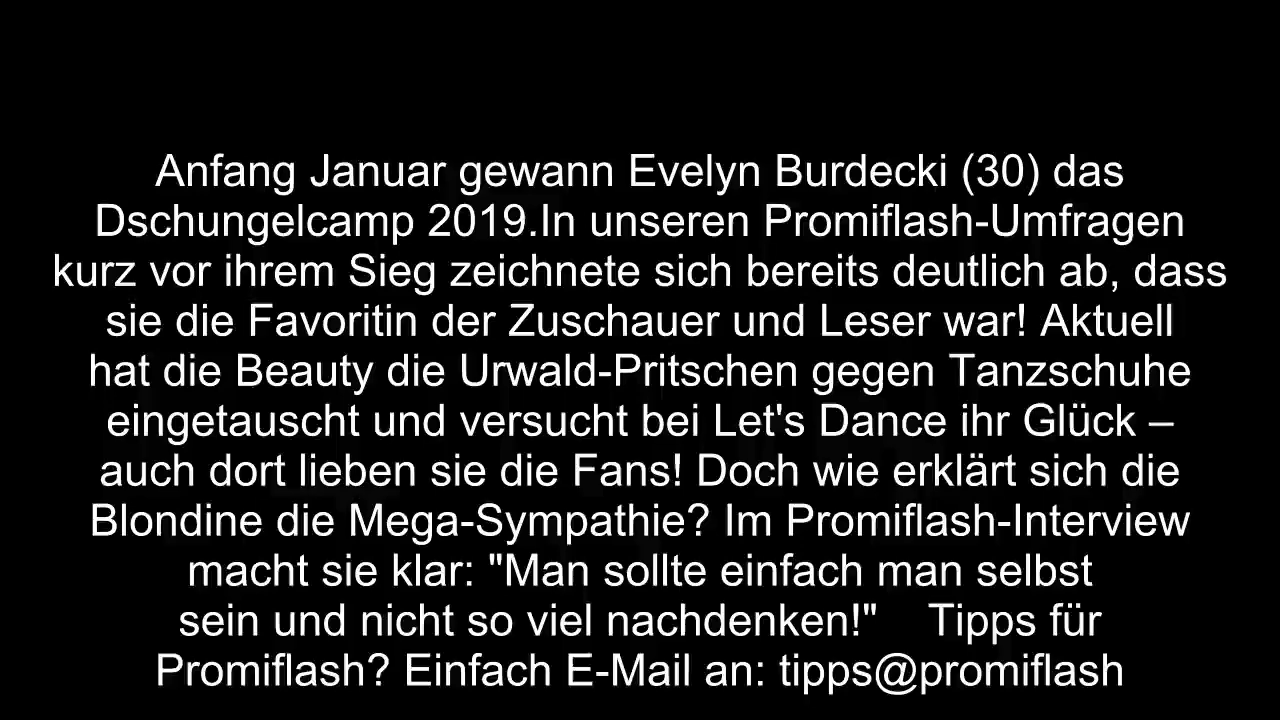 Anfang Januar gewann Evelyn Burdecki (30) das
Dschungelcamp 2019.In unseren Promiflash-Umfragen
kurz vor ihrem Sieg zeichnete sich bereits deutlich ab, dass
sie die Favoritin der Zuschauer und Leser war! Aktuell
hat die Beauty die Urwald-Pritschen gegen Tanzschuhe
eingetauscht und versucht bei Let's Dance ihr Glück –
auch dort lieben sie die Fans! Doch wie erklärt sich die
Blondine die Mega-Sympathie? Im Promiflash-Interview
macht sie klar: "Man sollte einfach man selbst
sein und nicht so viel nachdenken!"    Tipps für
Promiflash? Einfach E-Mail an: tipps@promiflash